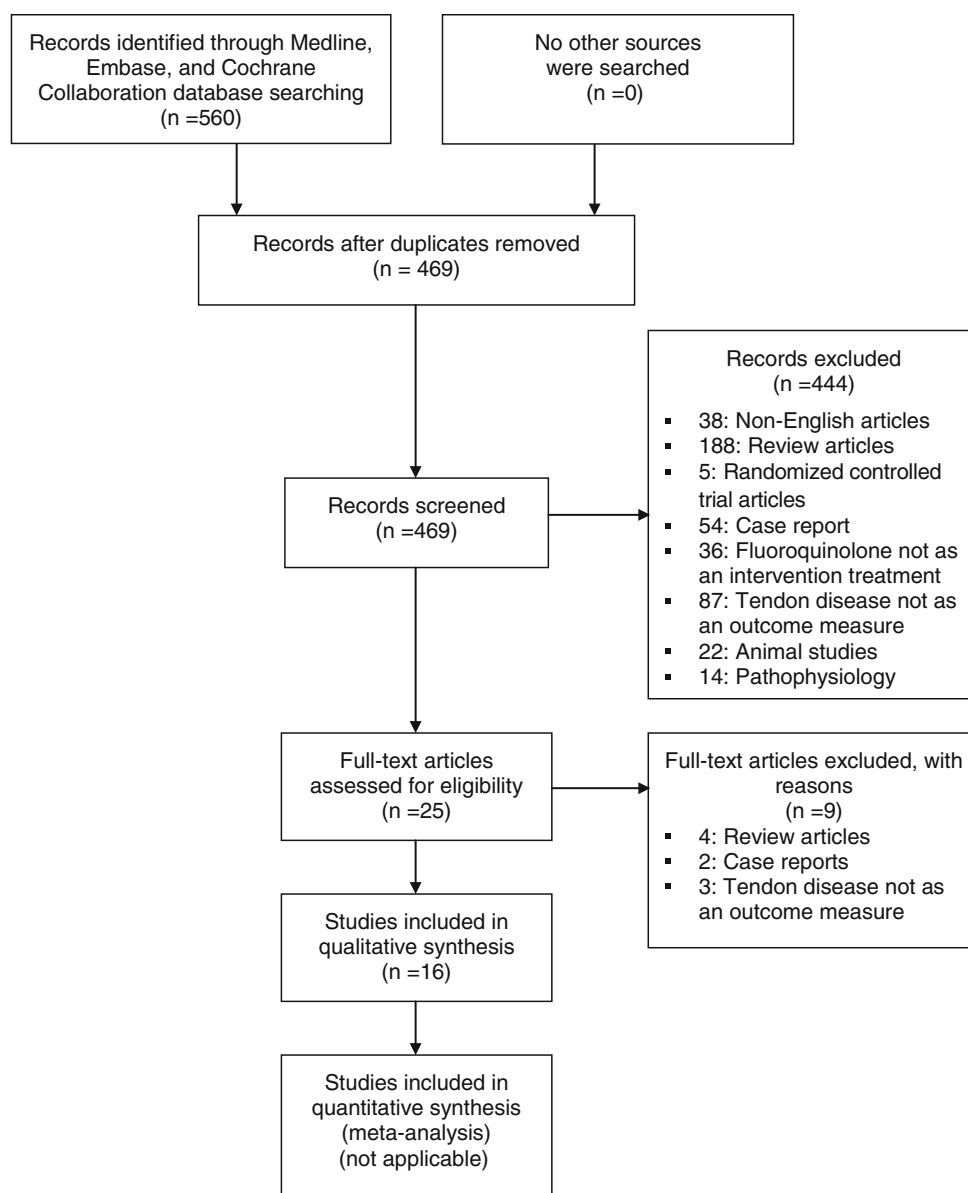 Records identified through Medline,
Embase, and Cochrane
Collaboration database searching
(n =560)
No other sources
were searched
(n =0)
Records after duplicates removed
(n = 469)
Records screened
(n =469)
Records excluded
(n =444)
▪ 38: Non-English articles
▪ 188: Review articles
▪ 5: Randomized controlled
trial articles
▪ 54: Case report
▪ 36: Fluoroquinolone not as
an intervention treatment
▪ 87: Tendon disease not as
an outcome measure
▪ 22: Animal studies
▪ 14: Pathophysiology
Full-text articles
assessed for eligibility
(n =25)
Full-text articles excluded, with
reasons
(n =9)
▪ 4: Review articles
▪ 2: Case reports
▪ 3: Tendon disease not as
an outcome measure
Studies included in
qualitative synthesis
(n =16)
Studies included in
quantitative synthesis
(meta-analysis)
(not applicable)